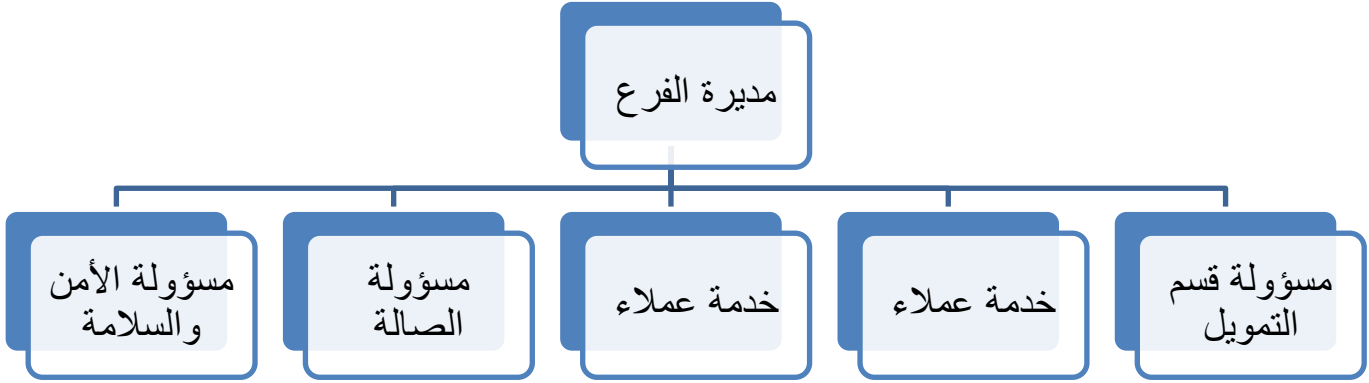 مديرة الفرع
مسؤولة قسم
التمويل
خدمة عملاء
خدمة عملاء
مسؤولة
الصالة
مسؤولة الأمن
والسلامة